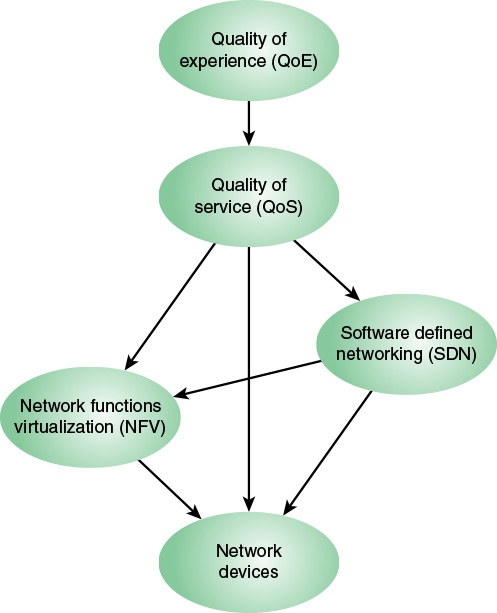 Quality of
experience (QoE)
Quality of
service (QoS)
Software defined
networking (SDN)
Network functions
virtualization (NFV)
Network
devices